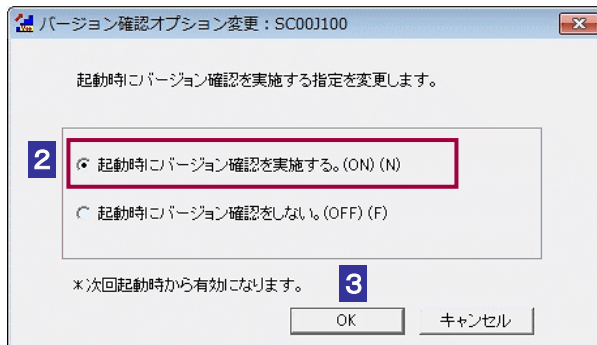 バージョン確認オプション変更：SC00J100
起動時にバージョン確認を実施する指定を変更します。
2
起動時にバージョン確認を実施する。(ON) (N)
起動時にバージョン確認をしない。(OFF) (F)
＊次回起動時から有効になります。
3
OK キャンセル